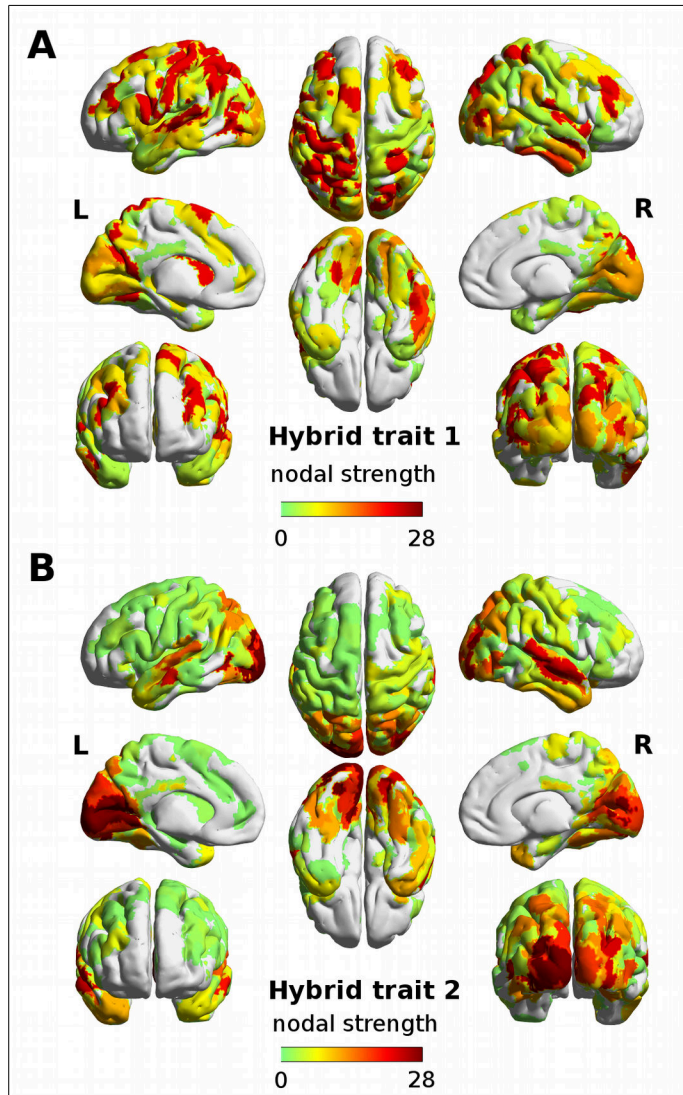 A
L
R
Hybrid trait 1
nodal strength
0 28
B
L
R
Hybrid trait 2
nodal strength
0 28